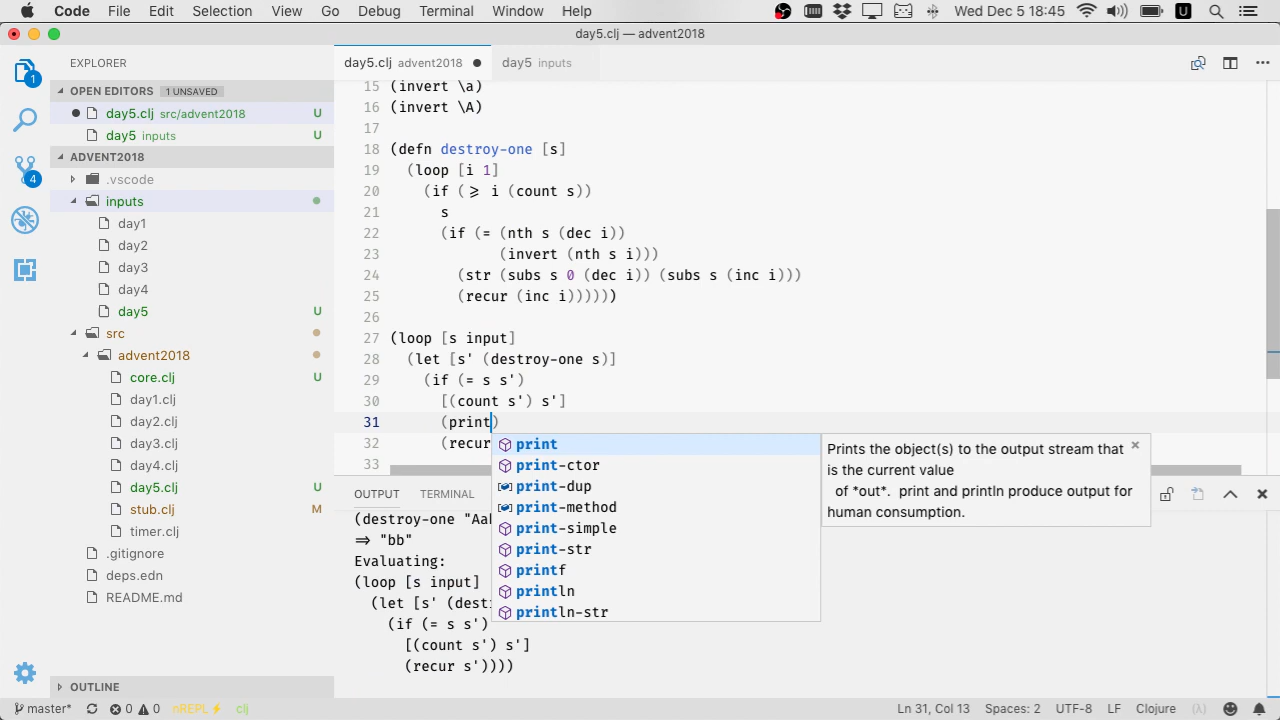 Code File Edit Selection View Go Debug Terminal Window Help Wed Dec 5 18:45 U
day5.clj — advent2018
EXPLORER
day5.clj advent2018 ●
day5 inputs
OPEN EDITORS 1 UNSAVED
day5.clj src/advent2018 U
day5 inputs U
ADVENT2018
.vscode
inputs
day1
day2
day3
day4
day5 U
src
advent2018
core.clj U
day1.clj
day2.clj
day3.clj
day4.clj
day5.clj U
stub.clj M
timer.clj
.gitignore
deps.edn
README.md
OUTLINE
1
4
15 (invert \a)
16 (invert \A)
17
18 (defn destroy-one [s]
19 (loop [i 1]
20 (if (⩾ i (count s))
21 s
22 (if (= (nth s (dec i))
23 (invert (nth s i)))
24 (str (subs s 0 (dec i)) (subs s (inc i)))
25 (recur (inc i))))))
26
27 (loop [s input]
28 (let [s' (destroy-one s)]
29 (if (= s s')
30 [(count s') s']
31 (print)
32 (recur
33
print
print-ctor
print-dup
print-method
print-simple
print-str
printf
println
println-str
Prints the object(s) to the output stream that
is the current value
of *out*. print and println produce output for
human consumption.
OUTPUT TERMINAL
(destroy-one "Aa
⇒ "bb"
Evaluating:
(loop [s input]
(let [s' (dest
(if (= s s')
[(count s') s']
(recur s'))))
master* 0 0 nREPL⚡ clj Ln 31, Col 13 Spaces: 2 UTF-8 LF Clojure (λ)